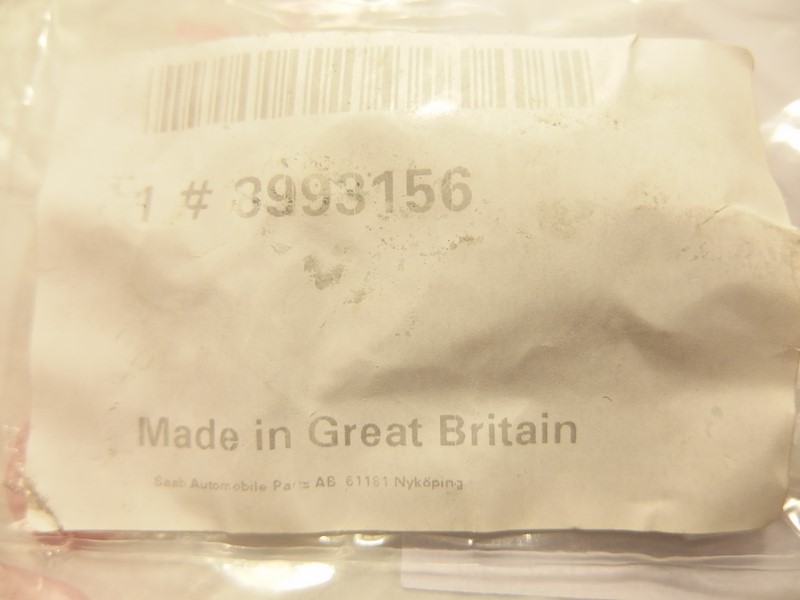 1 # 3993156
Made in Great Britain
Saab Automobile Parts AB 61181 Nyköping